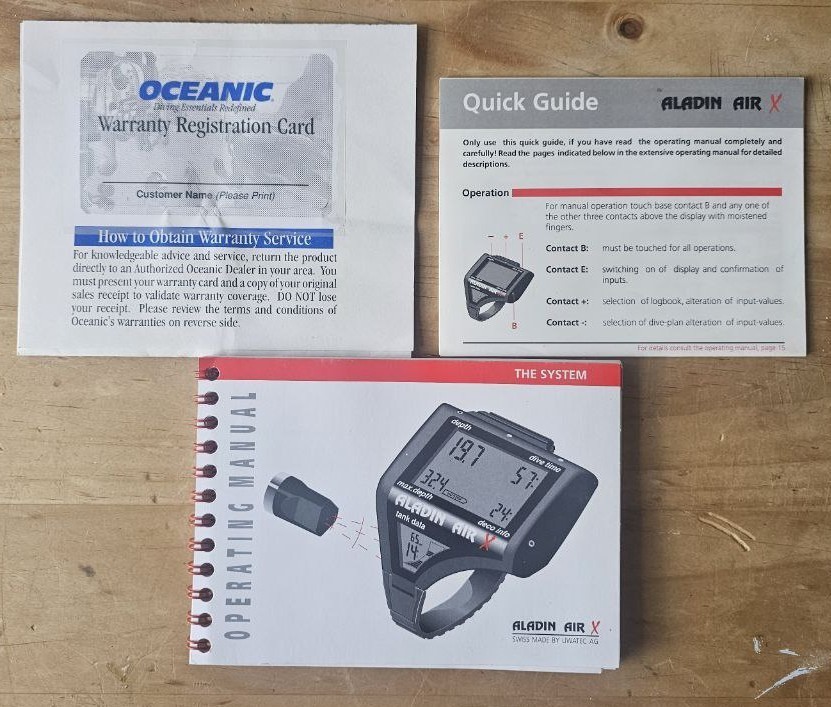 OCEANIC
Diving Essentials Redefined
Warranty Registration Card
Customer Name (Please Print)
How to Obtain Warranty Service
For knowledgeable advice and service, return the product
directly to an Authorized Oceanic Dealer in your area. You
must present your warranty card and a copy of your original
sales receipt to validate warranty coverage. DO NOT lose
your receipt. Please review the terms and conditions of
Oceanic's warranties on reverse side.
Quick Guide
ALADIN AIR X
Only use this quick guide, if you have read the operating manual completely and
carefully! Read the pages indicated below in the extensive operating manual for detailed
descriptions.
Operation
For manual operation touch base contact B and any one of
the other three contacts above the display with moistened
fingers.
- + E
ALADIN AIR X
B
Contact B: must be touched for all operations.
Contact E: switching on of display and confirmation of
inputs.
Contact +: selection of logbook, alteration of input-values.
Contact -: selection of dive-plan alteration of input-values.
For details consult the operating manual, page 15
THE SYSTEM
OPERATING MANUAL
depth
19.7
dive time
57
max.depth
32.4
24
deco info
ALADIN AIR X
tank data
65
14
ALADIN AIR X
SWISS MADE BY UWATEC AG